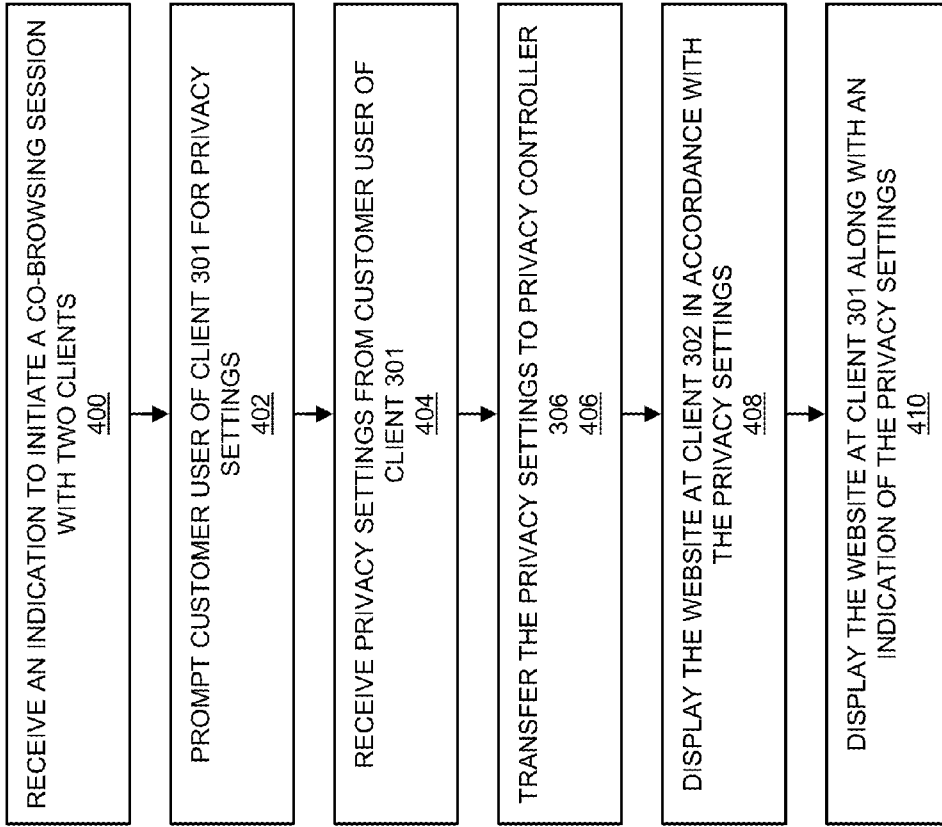 RECEIVE AN INDICATION TO INITIATE A CO-BROWSING SESSION
WITH TWO CLIENTS
400
PROMPT CUSTOMER USER OF CLIENT 301 FOR PRIVACY
SETTINGS
402
RECEIVE PRIVACY SETTINGS FROM CUSTOMER USER OF
CLIENT 301
404
TRANSFER THE PRIVACY SETTINGS TO PRIVACY CONTROLLER
306
406
DISPLAY THE WEBSITE AT CLIENT 302 IN ACCORDANCE WITH
THE PRIVACY SETTINGS
408
DISPLAY THE WEBSITE AT CLIENT 301 ALONG WITH AN
INDICATION OF THE PRIVACY SETTINGS
410